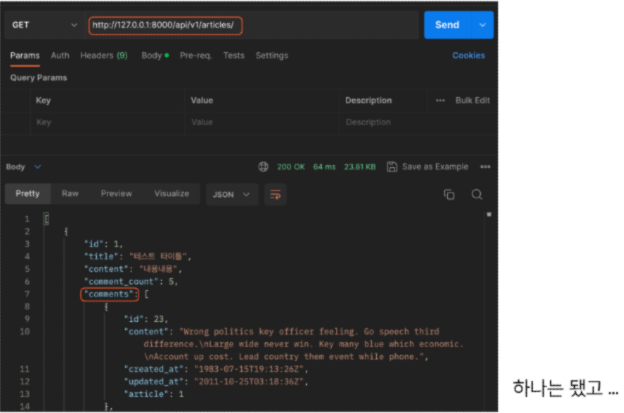 GET http://127.0.0.1:8000/api/v1/articles/ Send
Params Auth Headers (9) Body Pre-req. Tests Settings Cookies
Query Params
Key Value Description ••• Bulk Edit
Key Value Description
Body 200 OK 64 ms 23.81 KB Save as Example •••
Pretty Raw Preview Visualize JSON
1 [
2 {
3 "id": 1,
4 "title": "테스트 타이틀",
5 "content": "내용내용",
6 "comment_count": 5,
7 "comments": [
8 {
9 "id": 23,
10 "content": "Wrong politics key officer feeling. Go speech third
difference.\nLarge wide never win. Key many blue which economic.
\nAccount up cost. Lead country them event while phone.",
11 "created_at": "1983-07-15T19:13:26Z",
12 "updated_at": "2011-10-25T03:18:36Z",
13 "article": 1
14 },
하나는 됐고 ...